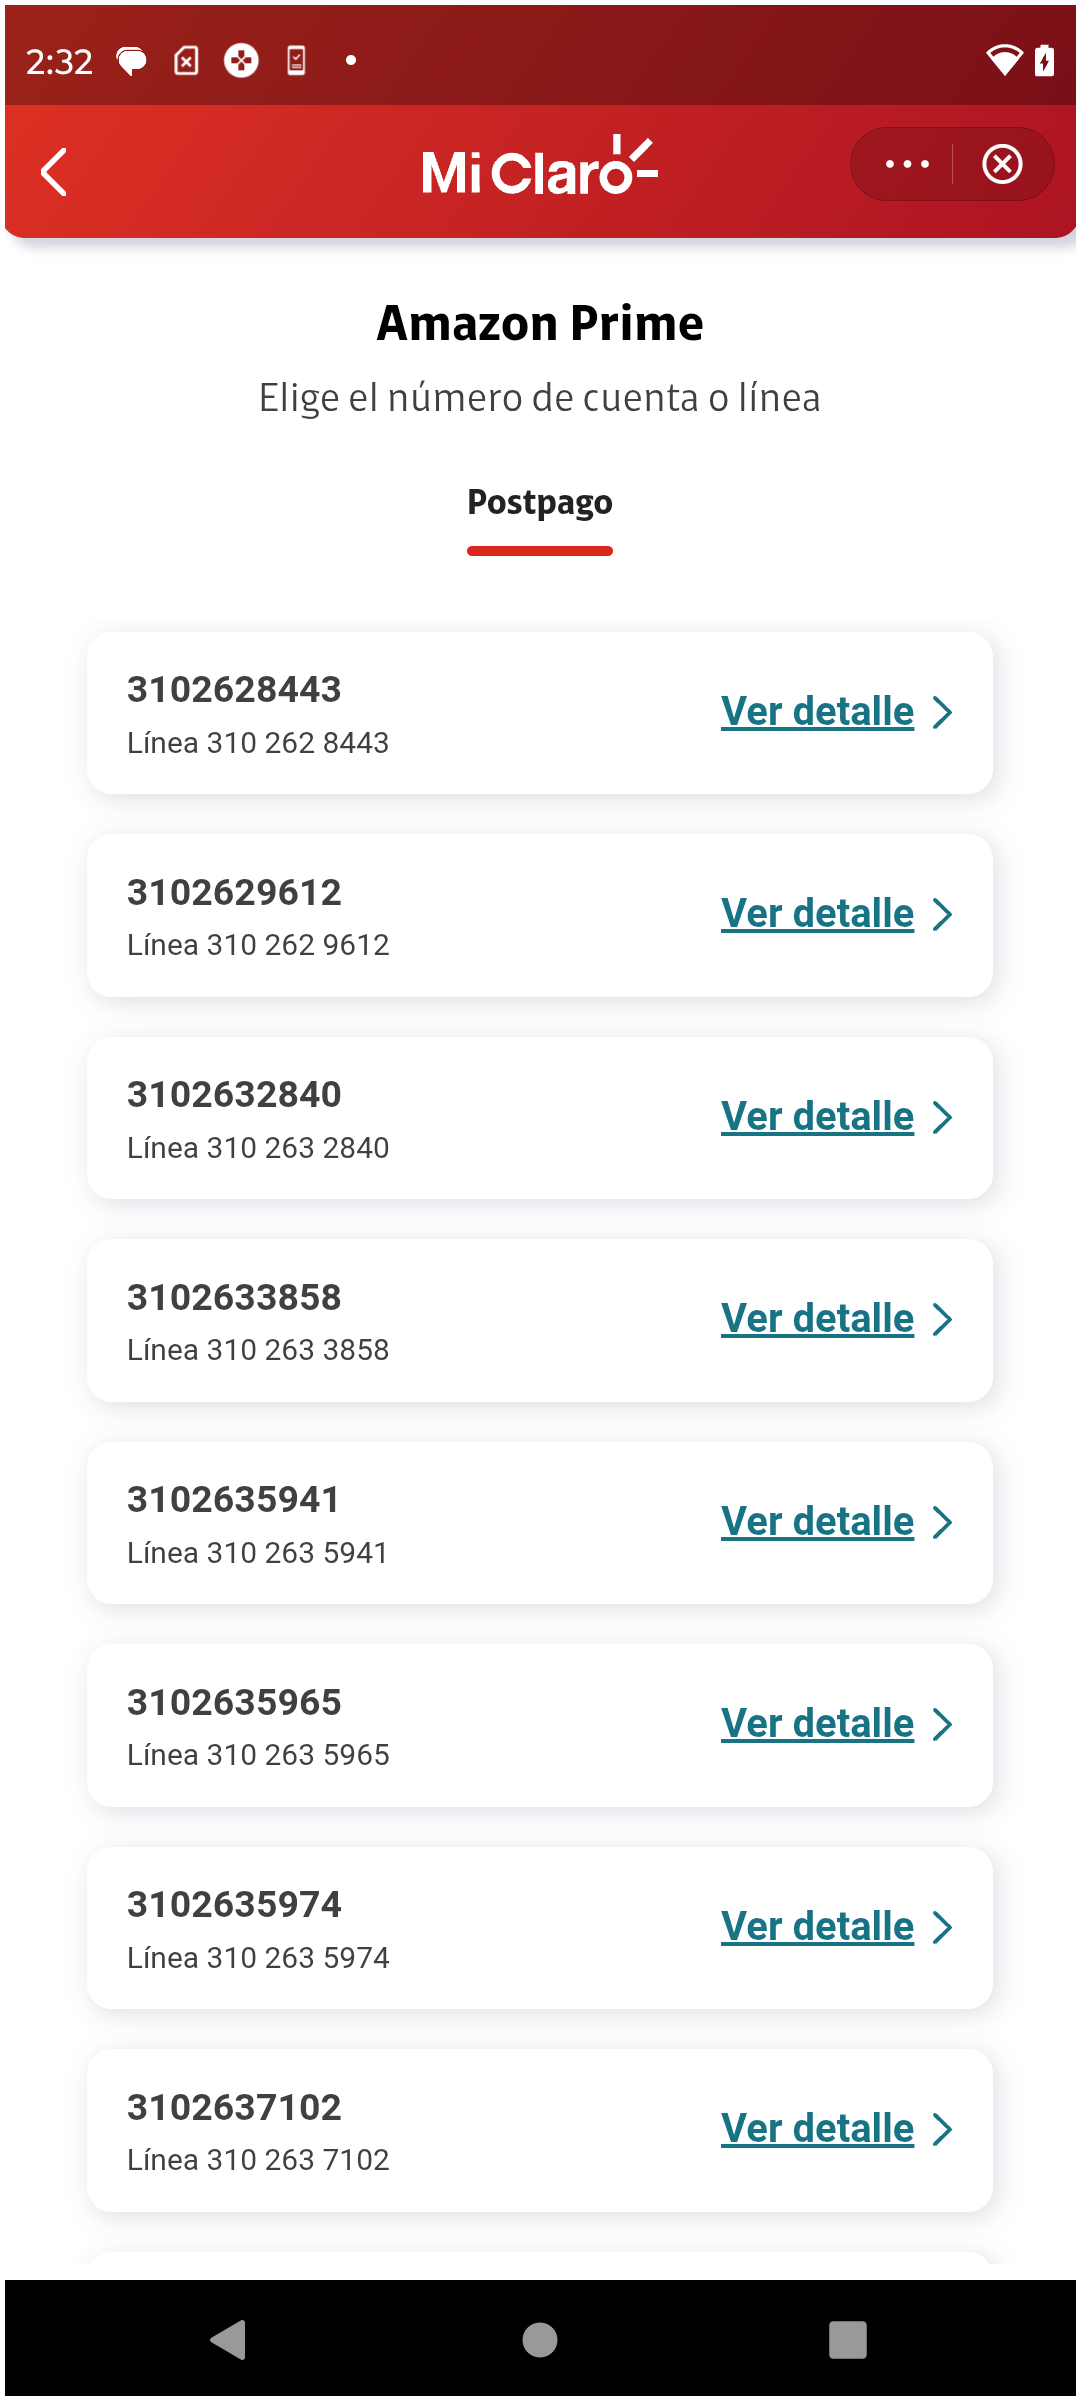 2:32
Mi Claro
Amazon Prime
Elige el número de cuenta o línea
Postpago
3102628443
Línea 310 262 8443
Ver detalle
3102629612
Línea 310 262 9612
Ver detalle
3102632840
Línea 310 263 2840
Ver detalle
3102633858
Línea 310 263 3858
Ver detalle
3102635941
Línea 310 263 5941
Ver detalle
3102635965
Línea 310 263 5965
Ver detalle
3102635974
Línea 310 263 5974
Ver detalle
3102637102
Línea 310 263 7102
Ver detalle